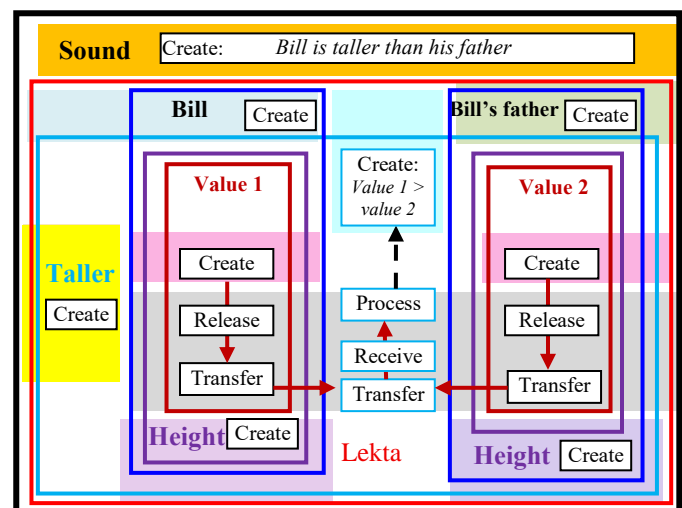 Sound
Create: Bill is taller than his father
Bill
Create
Bill's father
Create
Value 1
Create:
Value 1 >
value 2
Value 2
Taller
Create
Create
Release
Transfer
Process
Receive
Transfer
Create
Release
Transfer
Height
Create
Lekta
Height
Create